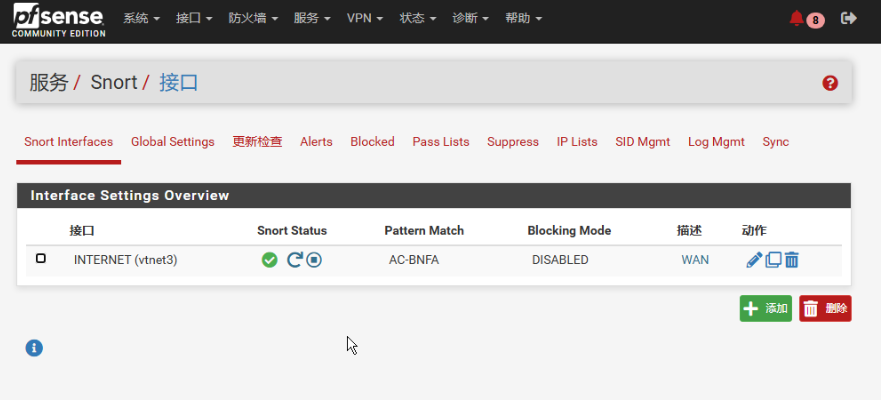 pfsense 系统 接口 防火墙 服务 VPN 状态 诊断 帮助 8
COMMUNITY EDITION
服务 / Snort / 接口
Snort Interfaces Global Settings 更新检查 Alerts Blocked Pass Lists Suppress IP Lists SID Mgmt Log Mgmt Sync
Interface Settings Overview
接口 Snort Status Pattern Match Blocking Mode 描述 动作
INTERNET (vtnet3) AC-BNFA DISABLED WAN
添加 删除